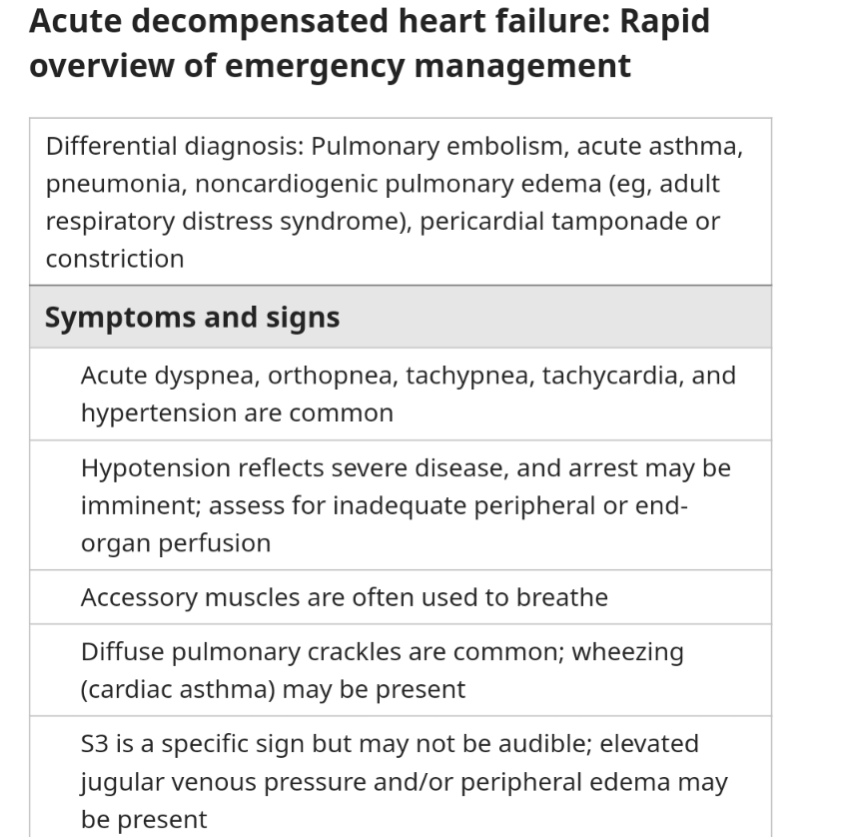 Acute decompensated heart failure: Rapid
overview of emergency management
Differential diagnosis: Pulmonary embolism, acute asthma,
pneumonia, noncardiogenic pulmonary edema (eg, adult
respiratory distress syndrome), pericardial tamponade or
constriction
Symptoms and signs
Acute dyspnea, orthopnea, tachypnea, tachycardia, and
hypertension are common
Hypotension reflects severe disease, and arrest may be
imminent; assess for inadequate peripheral or end-
organ perfusion
Accessory muscles are often used to breathe
Diffuse pulmonary crackles are common; wheezing
(cardiac asthma) may be present
S3 is a specific sign but may not be audible; elevated
jugular venous pressure and/or peripheral edema may
be present